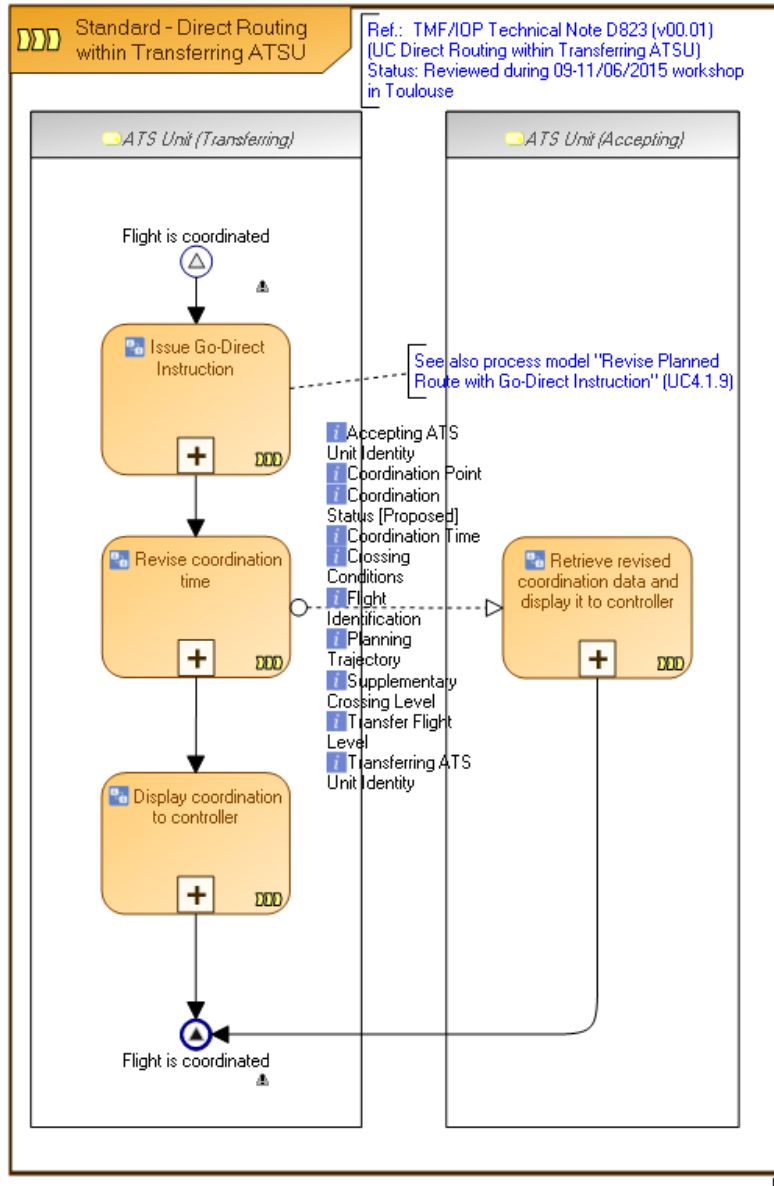 Standard - Direct Routing
within Transferring ATSU
Ref.: TMF/IOP Technical Note D823 (v00.01)
(UC Direct Routing within Transferring ATSU)
Status: Reviewed during 09-11/06/2015 workshop
in Toulouse
ATS Unit (Transferring)
ATS Unit (Accepting)
Flight is coordinated
Issue Go-Direct
Instruction
See also process model "Revise Planned
Route with Go-Direct Instruction" (UC4.1.9)
Accepting ATS
Unit Identity
Coordination Point
Coordination
Status [Proposed]
Coordination Time
Crossing
Conditions
Flight
Identification
Planning
Trajectory
Supplementary
Crossing Level
Transfer Flight
Level
Transferring ATS
Unit Identity
Revise coordination
time
Retrieve revised
coordination data and
display it to controller
Display coordination
to controller
Flight is coordinated